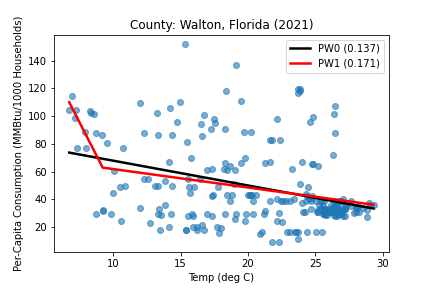 County: Walton, Florida (2021)
Per-Capita Consumption (MMBtu/1000 Households)
140
120
100
80
60
40
20
PW0 (0.137)
PW1 (0.171)
10
15
20
25
30
Temp (deg C)